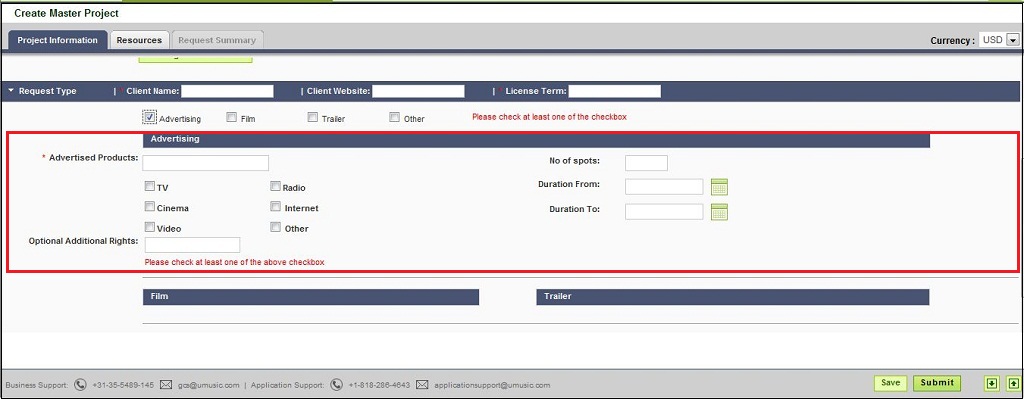 Create Master Project
Project Information Resources Request Summary Currency : USD
Request Type | * Client Name: | Client Website: | * License Term:
Advertising Film Trailer Other Please check at least one of the checkbox
Advertising
* Advertised Products: No of spots:
TV Radio Duration From:
Cinema Internet Duration To:
Video Other
Optional Additional Rights:
Please check at least one of the above checkbox
Film Trailer
Business Support: +31-35-5489-145 gcs@umusic.com | Application Support: +1-818-286-4643 applicationsupport@umusic.com Save Submit